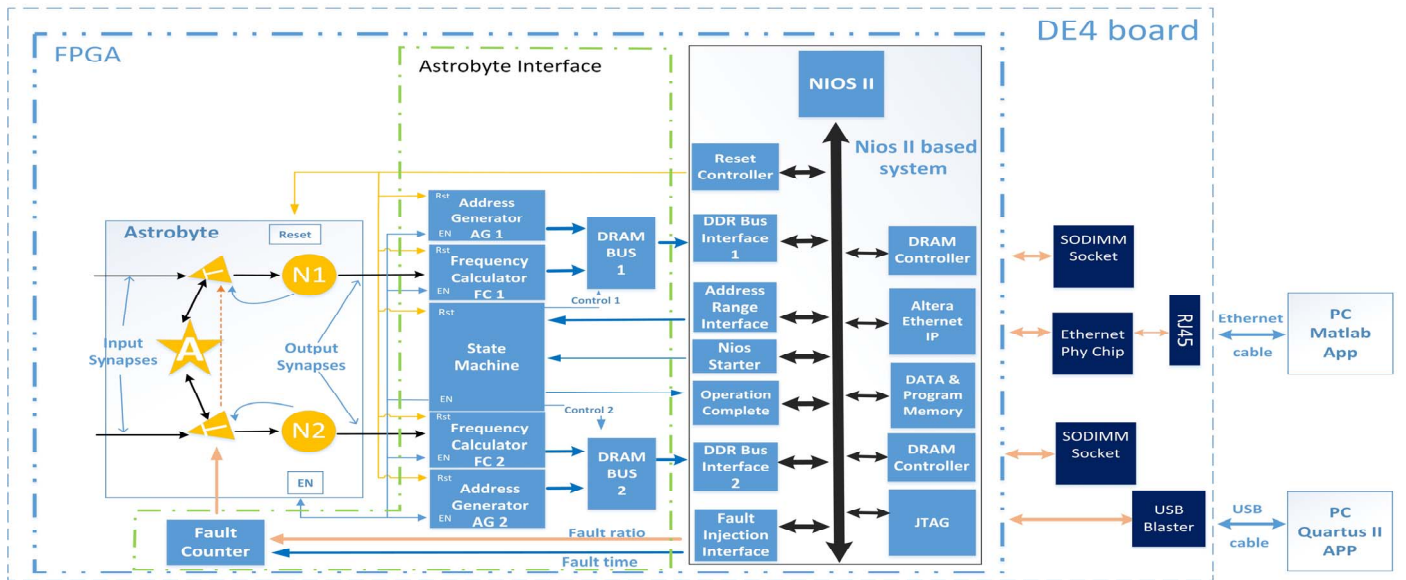 DE4 board
FPGA
Astrobyte Interface
NIOS II
Nios II based
system
Reset
Controller
DDR Bus
Interface
1
Address
Range
Interface
Nios
Starter
Operation
Complete
DDR Bus
Interface
2
Fault
Injection
Interface
DRAM
Controller
Altera
Ethernet
IP
DATA &
Program
Memory
DRAM
Controller
JTAG
Rst
Address
Generator
AG 1
EN
Rst
Frequency
Calculator
FC 1
EN
Rst
State
Machine
EN
Rst
Frequency
Calculator
FC 2
EN
Rst
Address
Generator
AG 2
EN
DRAM
BUS
1
Control 1
Control 2
DRAM
BUS
2
Astrobyte
Reset
N1
Input
Synapses
A
Output
Synapses
N2
EN
Fault
Counter
Fault ratio
Fault time
SODIMM
Socket
Ethernet
Phy Chip
RJ45
Ethernet
cable
PC
Matlab
App
SODIMM
Socket
USB
Blaster
USB
cable
PC
Quartus II
APP